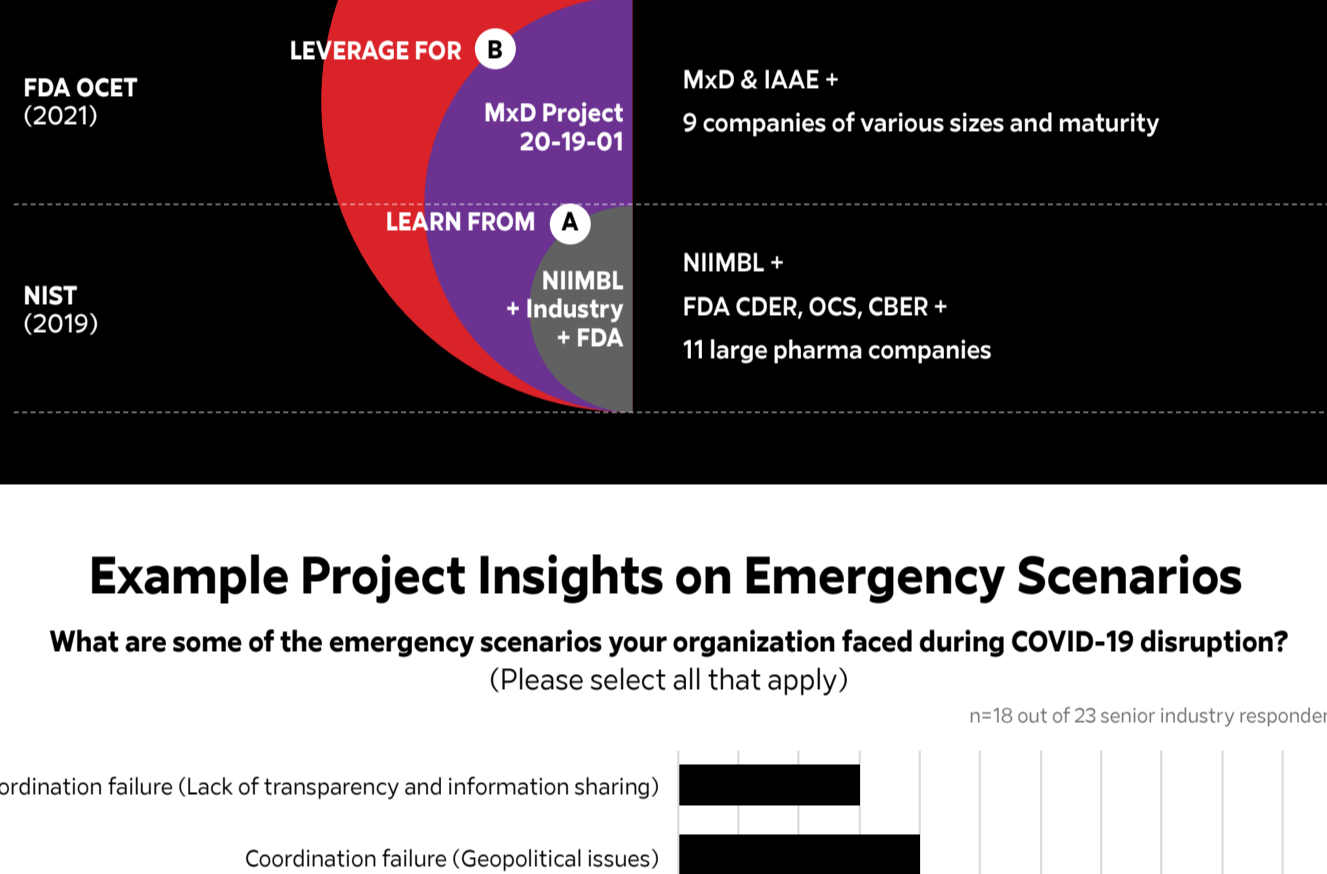 LEVERAGE FOR B
FDA OCET
(2021)
MxD Project
20-19-01
MxD & IAAE +
9 companies of various sizes and maturity
LEARN FROM A
NIST
(2019)
NIIMBL
+ Industry
+ FDA
NIIMBL +
FDA CDER, OCS, CBER +
11 large pharma companies
Example Project Insights on Emergency Scenarios
What are some of the emergency scenarios your organization faced during COVID-19 disruption?
(Please select all that apply)
n=18 out of 23 senior industry
failure (Lack of transparency and information sharing)
Coordination failure (Geopolitical issues)